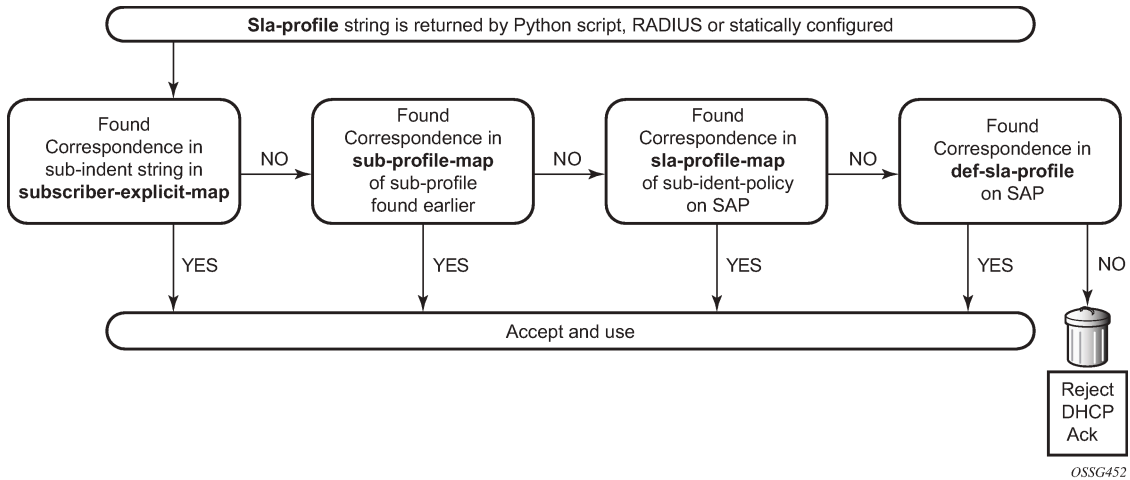 Sla-profile string is returned by Python script, RADIUS or statically configured
Found
Correspondence in
sub-indent string in
subscriber-explicit-map
NO
Found
Correspondence in
sub-profile-map
of sub-profile
found earlier
NO
Found
Correspondence in
sla-profile-map
of sub-ident-policy
on SAP
NO
Found
Correspondence in
def-sla-profile
on SAP
YES
YES
YES
YES
NO
Accept and use
Reject
DHCP
Ack
OSSG452